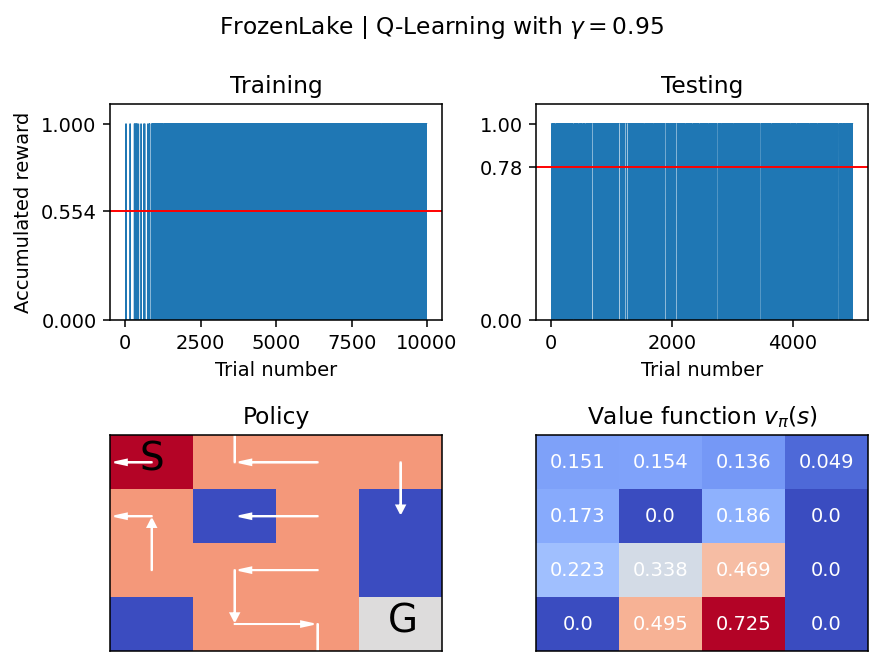 FrozenLake | Q-Learning with γ = 0.95
Training
Testing
Accumulated reward
1.000
0.554
0.000
0 2500 5000 7500 10000
Trial number
1.00
0.78
0.00
0 2000 4000
Trial number
Policy
S
G
Value function vπ(s)
0.151 0.154 0.136 0.049
0.173 0.0 0.186 0.0
0.223 0.338 0.469 0.0
0.0 0.495 0.725 0.0